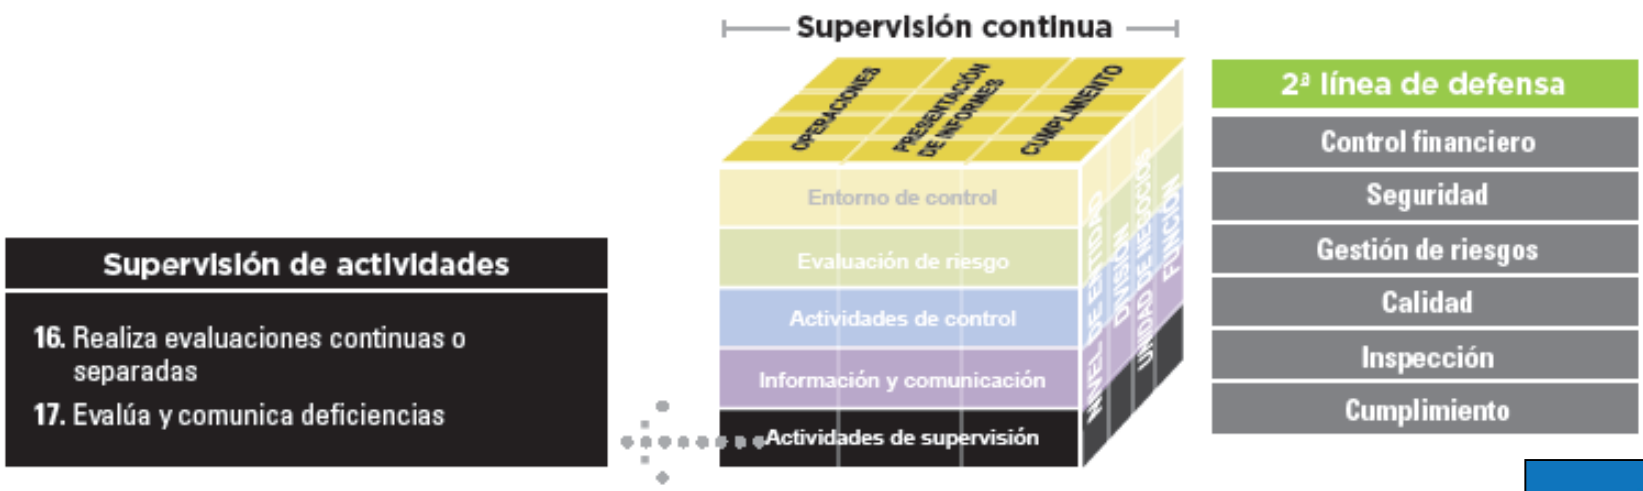 Supervisión continua
OPERACIONES
PRESENTACIÓN
DE INFORMES
CUMPLIMIENTO
Entorno de control
Evaluación de riesgo
Actividades de control
Información y comunicación
Actividades de supervisión
NIVEL DE ENTIDAD
DIVISIÓN
UNIDAD DE NEGOCIOS
FUNCIÓN
Supervisión de actividades
16. Realiza evaluaciones continuas o
separadas
17. Evalúa y comunica deficiencias
2ª línea de defensa
Control financiero
Seguridad
Gestión de riesgos
Calidad
Inspección
Cumplimiento